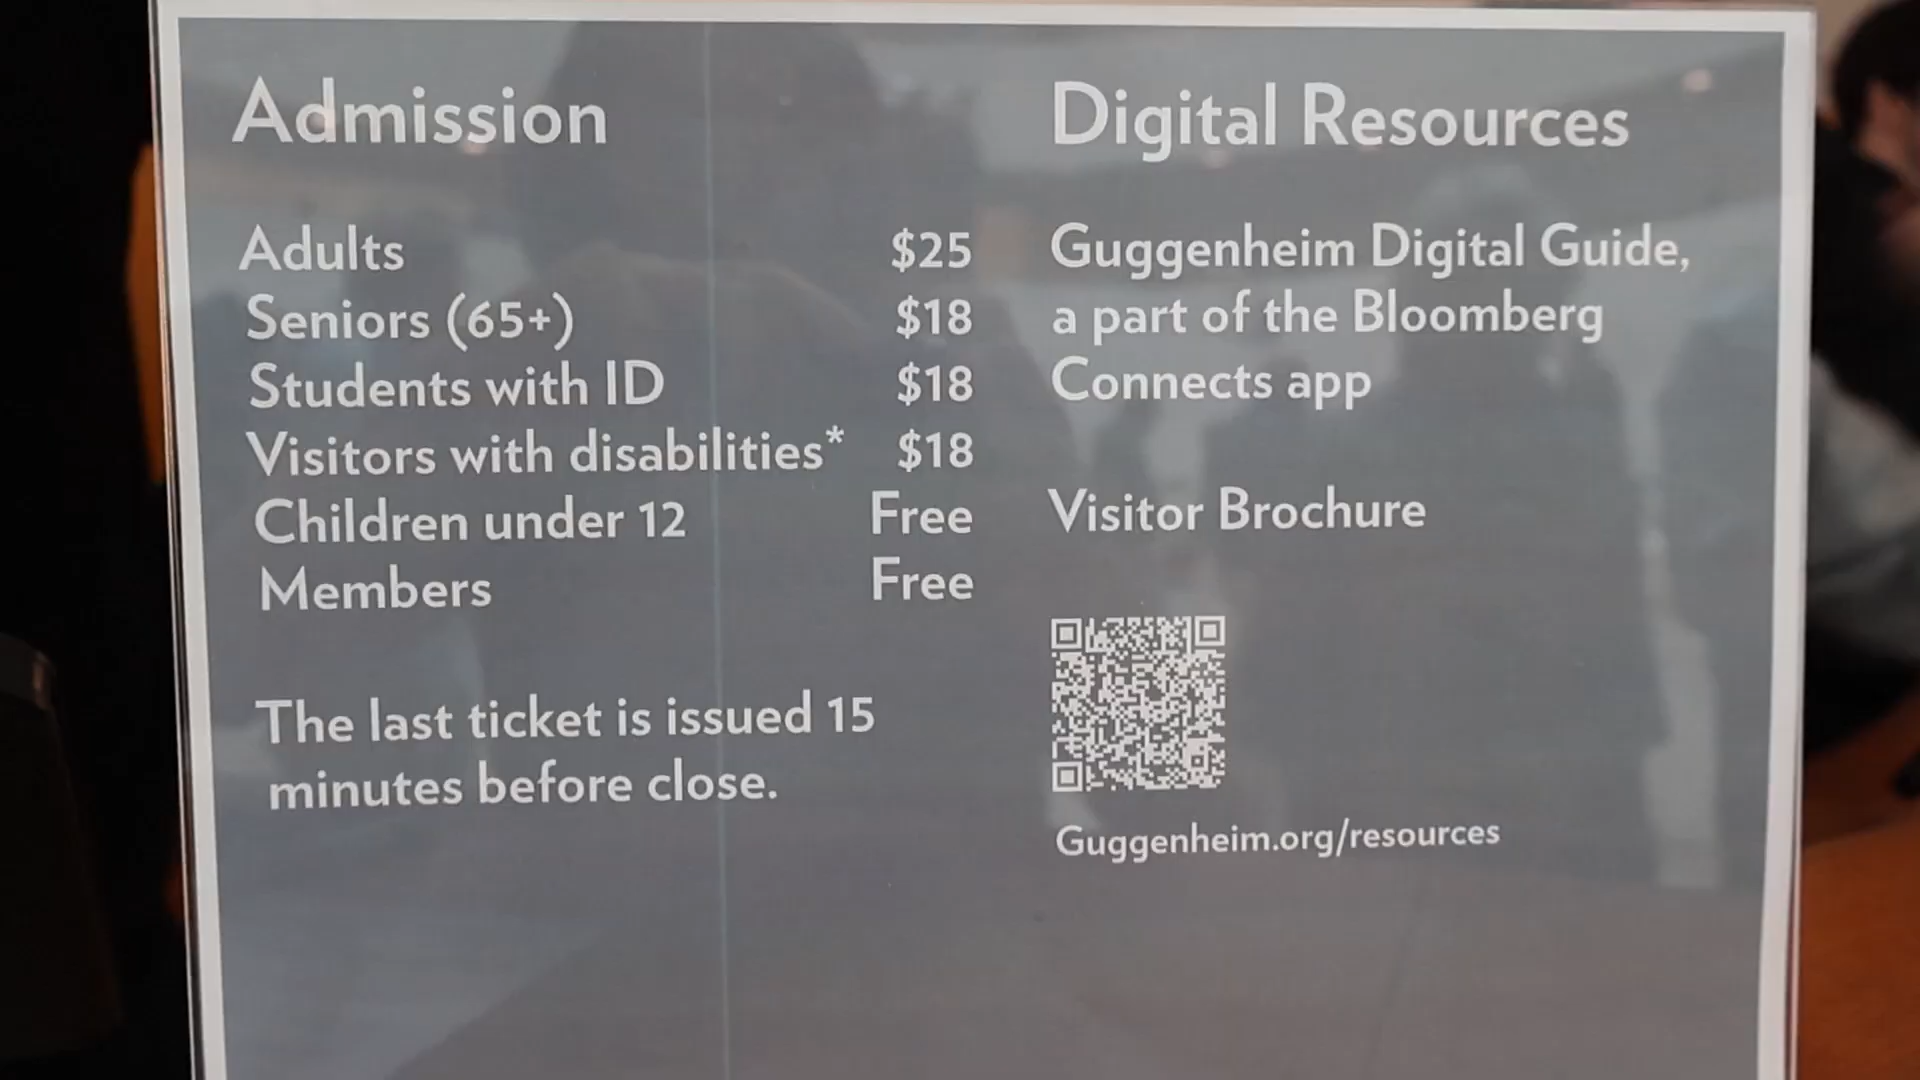 Admission
Adults $25
Seniors (65+) $18
Students with ID $18
Visitors with disabilities* $18
Children under 12 Free
Members Free
The last ticket is issued 15
minutes before close.
Digital Resources
Guggenheim Digital Guide,
a part of the Bloomberg
Connects app
Visitor Brochure
Guggenheim.org/resources